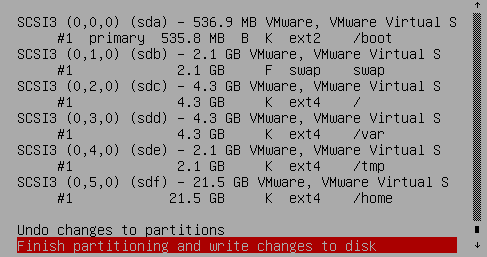 SCSI3 (0,0,0) (sda) - 536.9 MB VMware, VMware Virtual S
#1 primary 535.8 MB B K ext2 /boot
SCSI3 (0,1,0) (sdb) - 2.1 GB VMware, VMware Virtual S
#1 2.1 GB F swap swap
SCSI3 (0,2,0) (sdc) - 4.3 GB VMware, VMware Virtual S
#1 4.3 GB K ext4 /
SCSI3 (0,3,0) (sdd) - 4.3 GB VMware, VMware Virtual S
#1 4.3 GB K ext4 /var
SCSI3 (0,4,0) (sde) - 2.1 GB VMware, VMware Virtual S
#1 2.1 GB K ext4 /tmp
SCSI3 (0,5,0) (sdf) - 21.5 GB VMware, VMware Virtual S
#1 21.5 GB K ext4 /home
Undo changes to partitions
Finish partitioning and write changes to disk